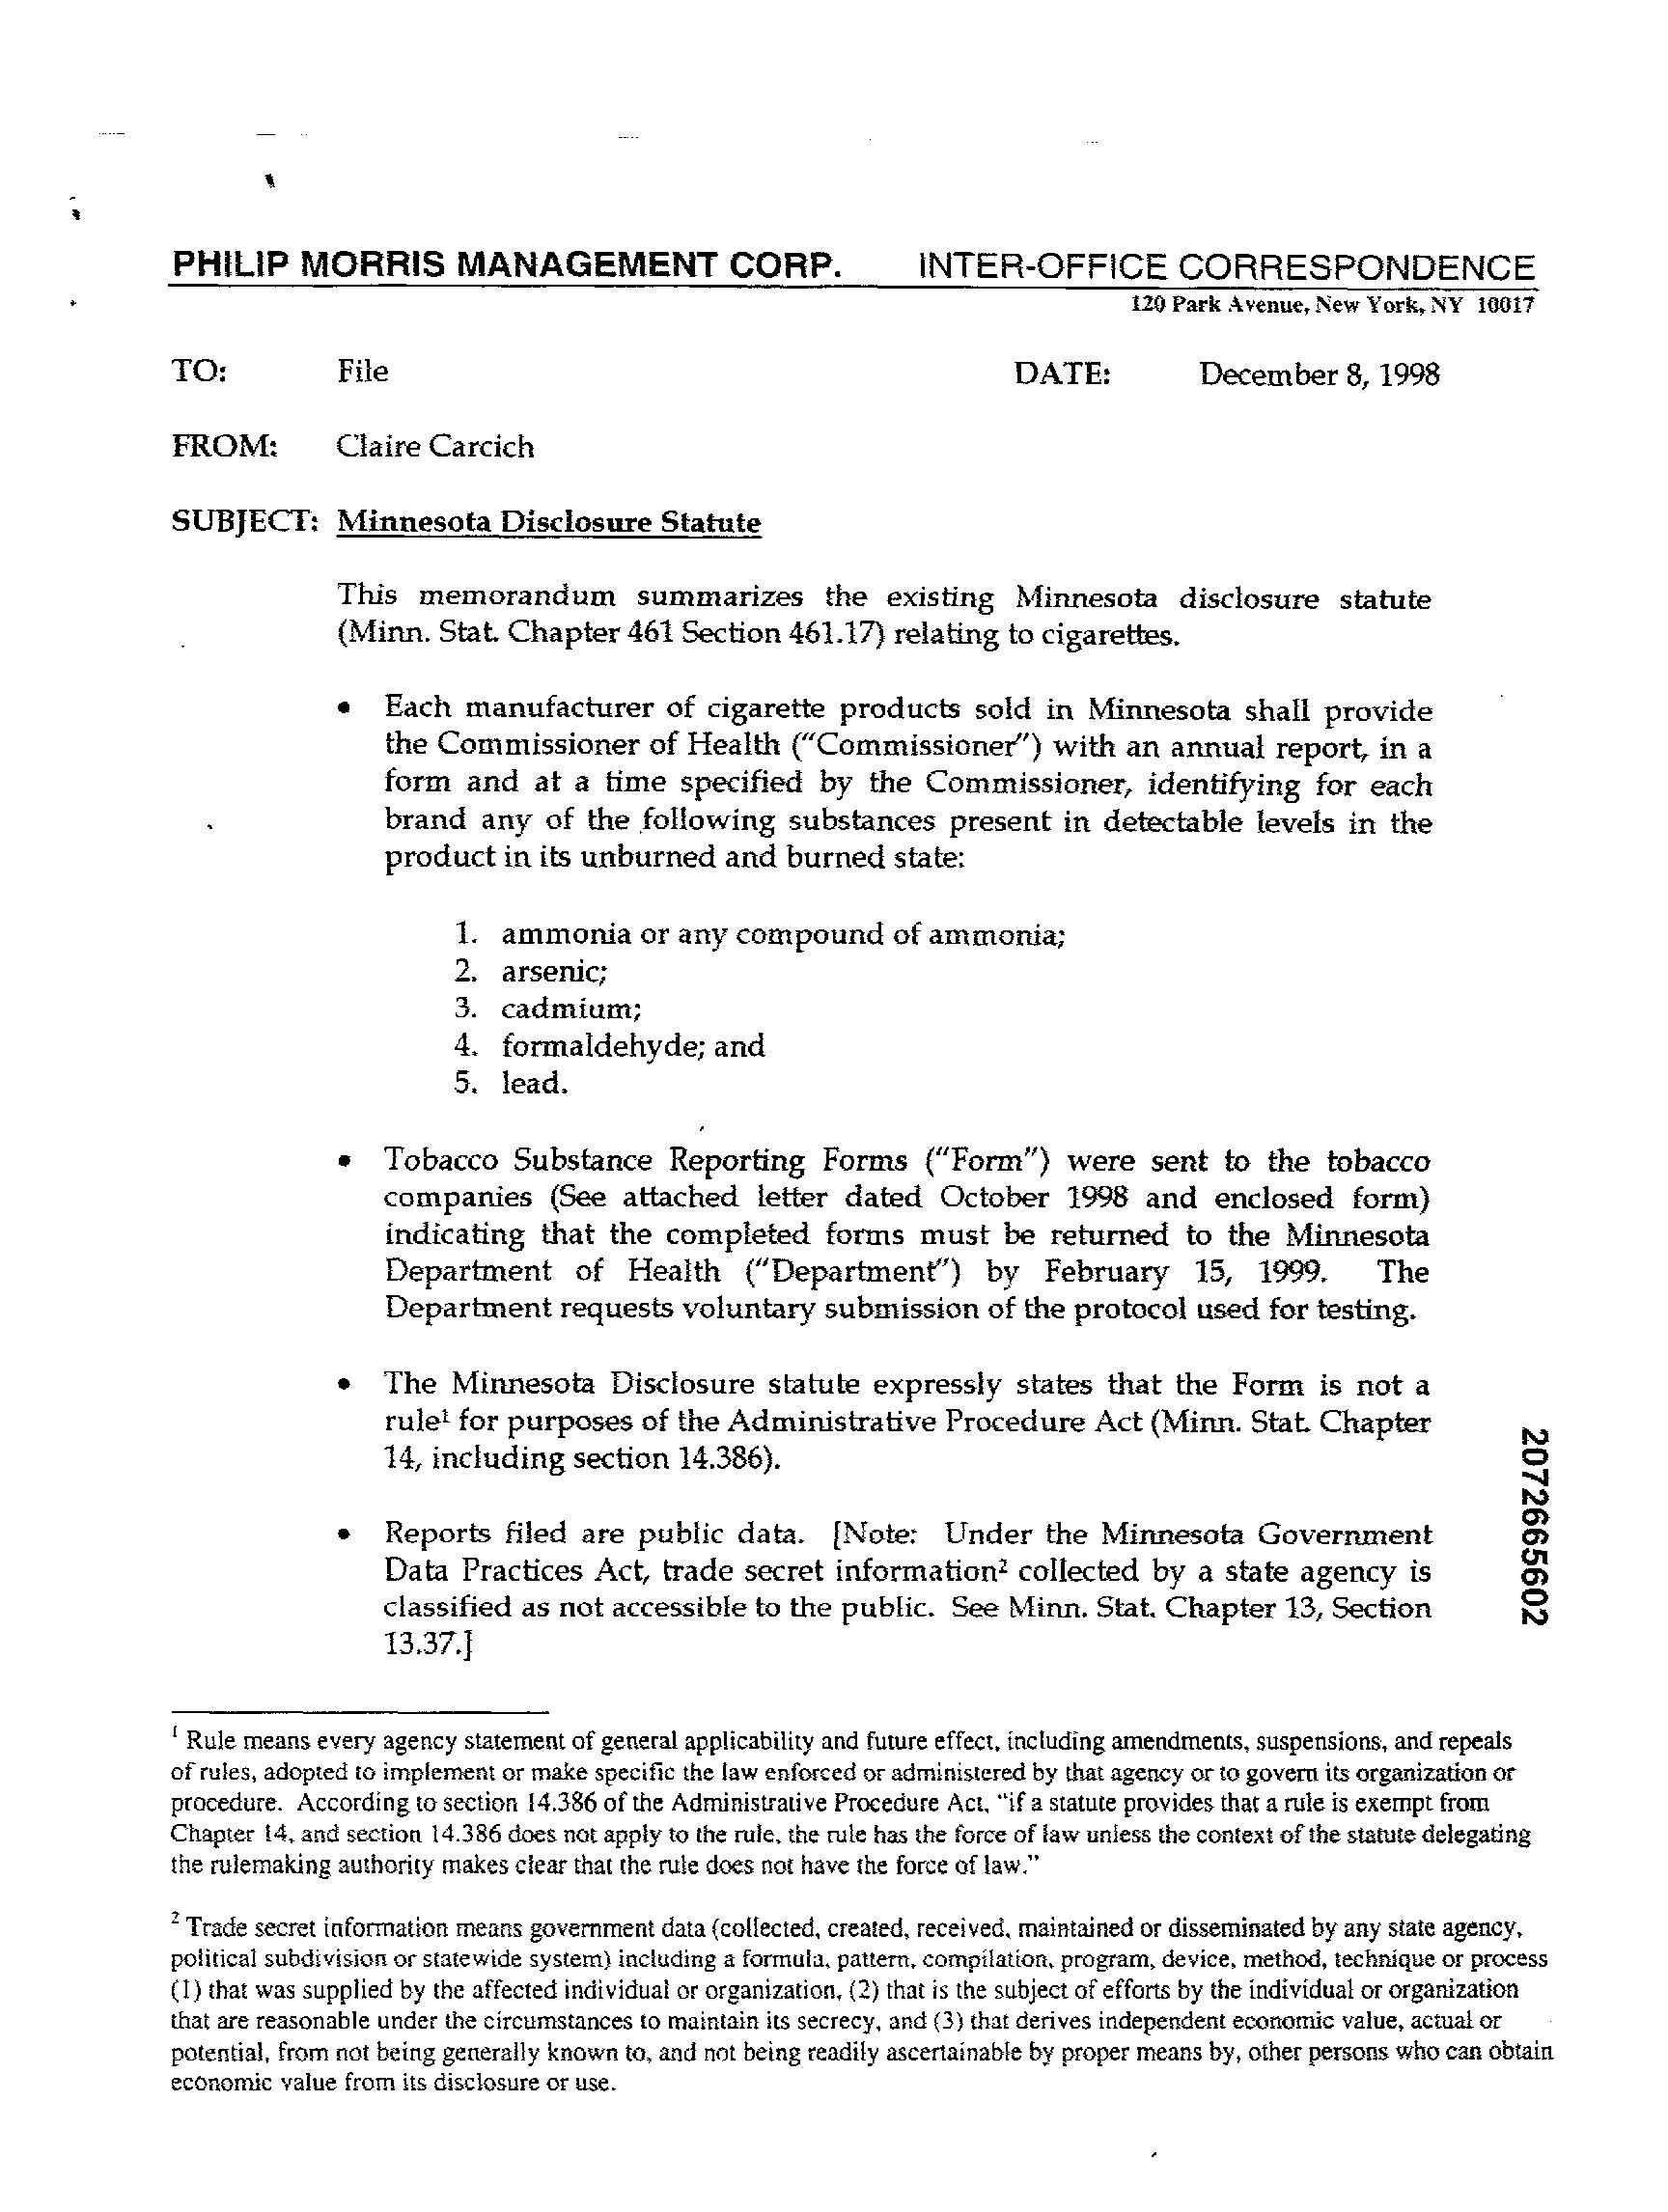 PHILIP MORRIS MANAGEMENT CORP. INTER-OFFICE CORRESPONDENCE
120 Park Avenue, New York, NY 10017
TO: File DATE: December 8, 1998
FROM: Claire Carcich
SUBJECT: Minnesota Disclosure Statute
This memorandum summarizes the existing Minnesota disclosure statute
(Minn. Stat. Chapter 461 Section 461.17) relating to cigarettes.
• Each manufacturer of cigarette products sold in Minnesota shall provide
the Commissioner of Health ("Commissioner") with an annual report, in a
form and at a time specified by the Commissioner, identifying for each
brand any of the following substances present in detectable levels in the
product in its unburned and burned state:
1. ammonia or any compound of ammonia;
2. arsenic;
3. cadmium;
4. formaldehyde; and
5. lead.
• Tobacco Substance Reporting Forms ("Form") were sent to the tobacco
companies (See attached letter dated October 1998 and enclosed form)
indicating that the completed forms must be returned to the Minnesota
Department of Health ("Department") by February 15, 1999. The
Department requests voluntary submission of the protocol used for testing.
• The Minnesota Disclosure statute expressly states that the Form is not a
rule¹ for purposes of the Administrative Procedure Act (Minn. Stat. Chapter
14, including section 14.386).
• Reports filed are public data. [Note: Under the Minnesota Government
Data Practices Act, trade secret information² collected by a state agency is
classified as not accessible to the public. See Minn. Stat. Chapter 13, Section
13.37.]
2072665602
¹ Rule means every agency statement of general applicability and future effect, including amendments, suspensions, and repeals
of rules, adopted to implement or make specific the law enforced or administered by that agency or to govern its organization or
procedure. According to section 14.386 of the Administrative Procedure Act, "if a statute provides that a rule is exempt from
Chapter 14, and section 14.386 does not apply to the rule, the rule has the force of law unless the context of the statute delegating
the rulemaking authority makes clear that the rule does not have the force of law."
² Trade secret information means government data (collected, created, received, maintained or disseminated by any state agency,
political subdivision or statewide system) including a formula, pattern, compilation, program, device, method, technique or process
(1) that was supplied by the affected individual or organization, (2) that is the subject of efforts by the individual or organization
that are reasonable under the circumstances to maintain its secrecy, and (3) that derives independent economic value, actual or
potential, from not being generally known to, and not being readily ascertainable by proper means by, other persons who can obtain
economic value from its disclosure or use.